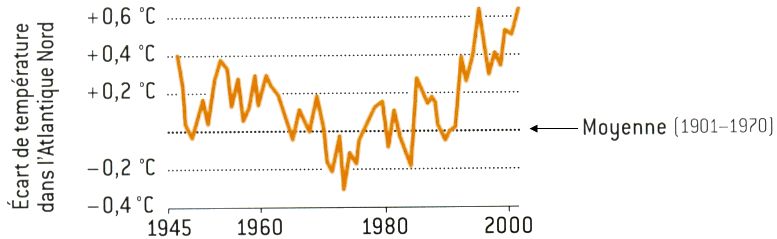 Écart de température
dans l'Atlantique Nord
+0,6 °C
+0,4 °C
+0,2 °C
−0,2 °C
−0,4 °C
1945 1960 1980 2000
Moyenne (1901–1970)